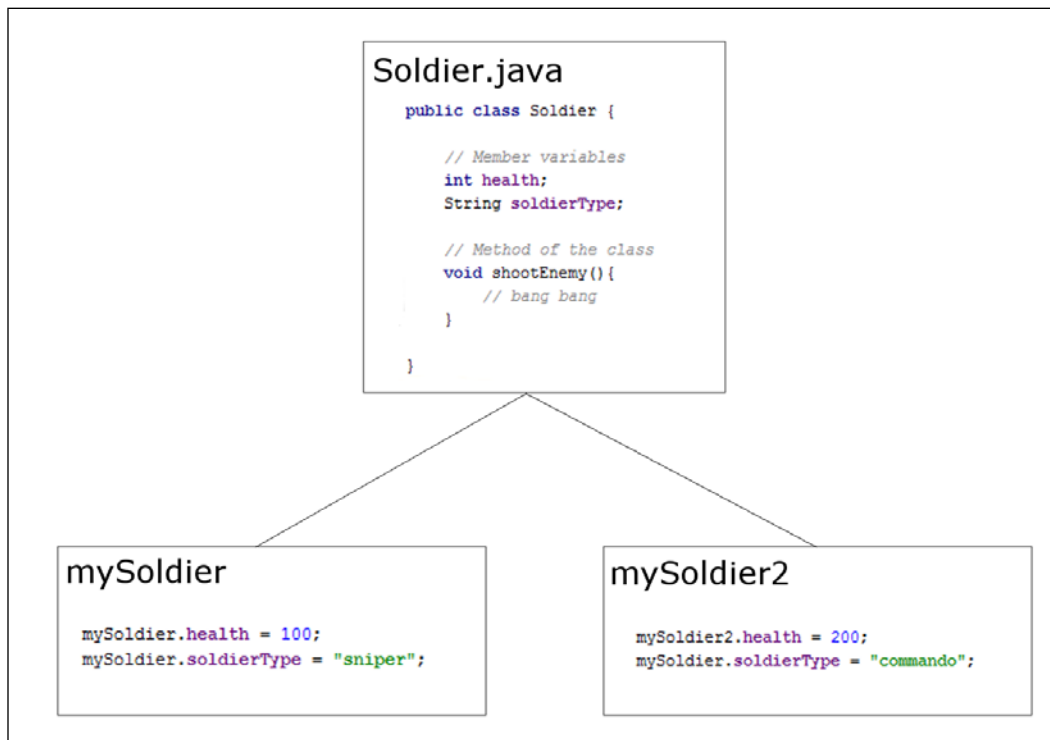 Soldier.java
public class Soldier {
// Member variables
int health;
String soldierType;
// Method of the class
void shootEnemy(){
// bang bang
}
}
mySoldier
mySoldier.health = 100;
mySoldier.soldierType = "sniper";
mySoldier2
mySoldier2.health = 200;
mySoldier.soldierType = "commando";